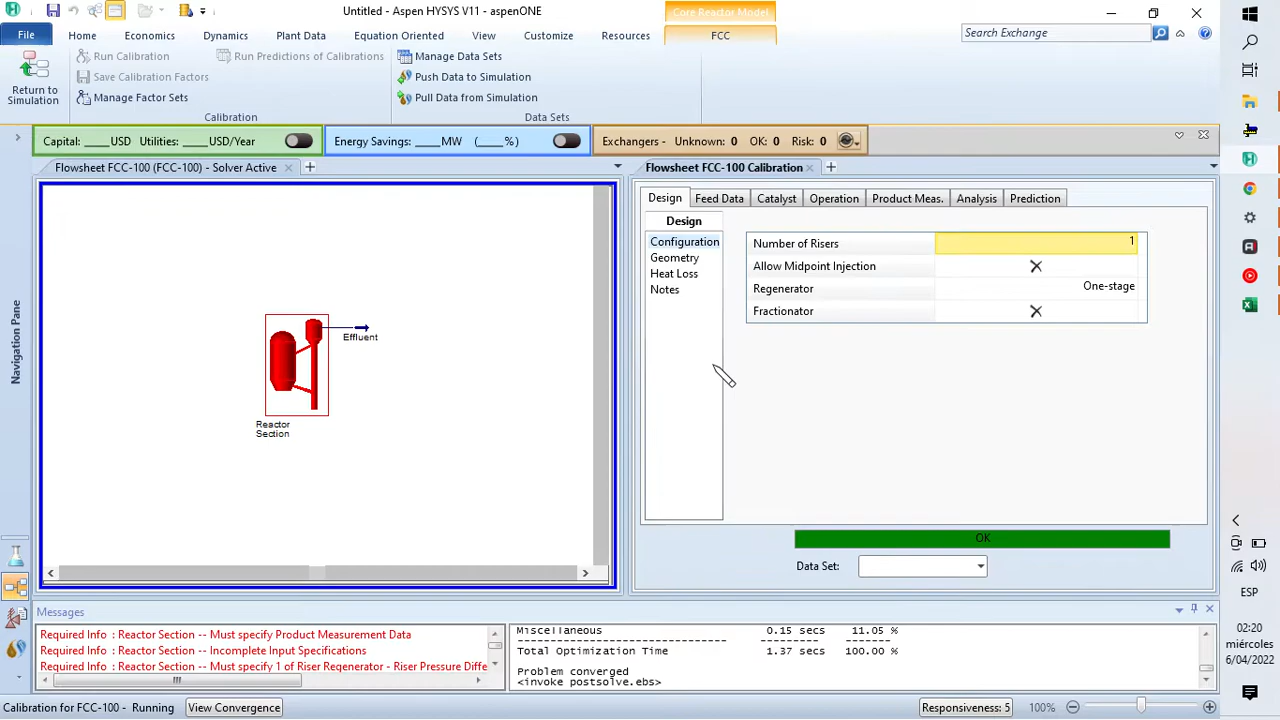 Untitled - Aspen HYSYS V11 - aspenONE
Core Reactor Model
File
Home
Economics
Dynamics
Plant Data
Equation Oriented
View
Customize
Resources
FCC
Search Exchange
Return to
Simulation
Run Calibration
Save Calibration Factors
Manage Factor Sets
Run Predictions of Calibrations
Calibration
Manage Data Sets
Push Data to Simulation
Pull Data from Simulation
Data Sets
Capital: ____ USD Utilities: ____ USD/Year
Energy Savings: ____ MW (____ %)
Exchangers - Unknown: 0 OK: 0 Risk: 0
Navigation Pane
Flowsheet FCC-100 (FCC-100) - Solver Active
Effluent
Reactor
Section
Flowsheet FCC-100 Calibration
Design
Feed Data
Catalyst
Operation
Product Meas.
Analysis
Prediction
Design
Configuration
Geometry
Heat Loss
Notes
Number of Risers 1
Allow Midpoint Injection
Regenerator One-stage
Fractionator
OK
Data Set:
Messages
Required Info : Reactor Section -- Must specify Product Measurement Data
Required Info : Reactor Section -- Incomplete Input Specifications
Required Info : Reactor Section -- Must specify 1 of Riser Regenerator - Riser Pressure Diffe
Miscellaneous 0.15 secs 11.05 %
Total Optimization Time 1.37 secs 100.00 %
Problem converged
<invoke postsolve.ebs>
Calibration for FCC-100 - Running
View Convergence
Responsiveness: 5
100%
ESP
02:20
miércoles
6/04/2022